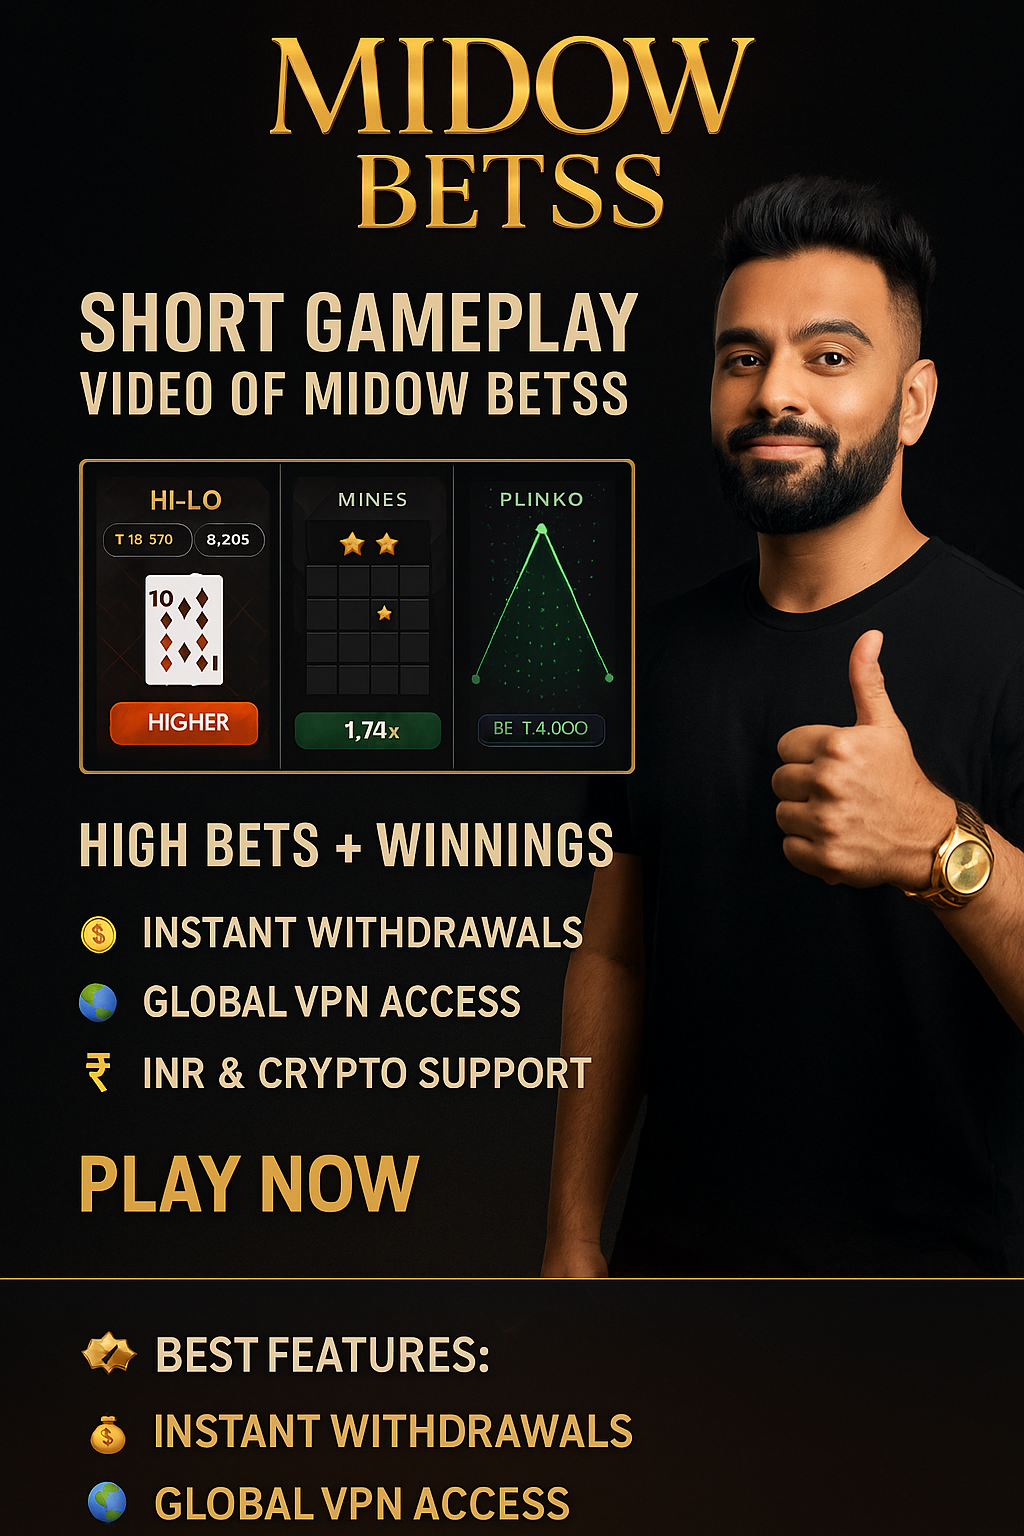 MIDOW
BETSS
SHORT GAMEPLAY
VIDEO OF MIDOW BETSS
HI-LO
T 18 570
8,205
10
HIGHER
MINES
1,74x
PLINKO
BE T.4.000
HIGH BETS + WINNINGS
$ INSTANT WITHDRAWALS
GLOBAL VPN ACCESS
₹ INR & CRYPTO SUPPORT
PLAY NOW
BEST FEATURES:
$ INSTANT WITHDRAWALS
GLOBAL VPN ACCESS